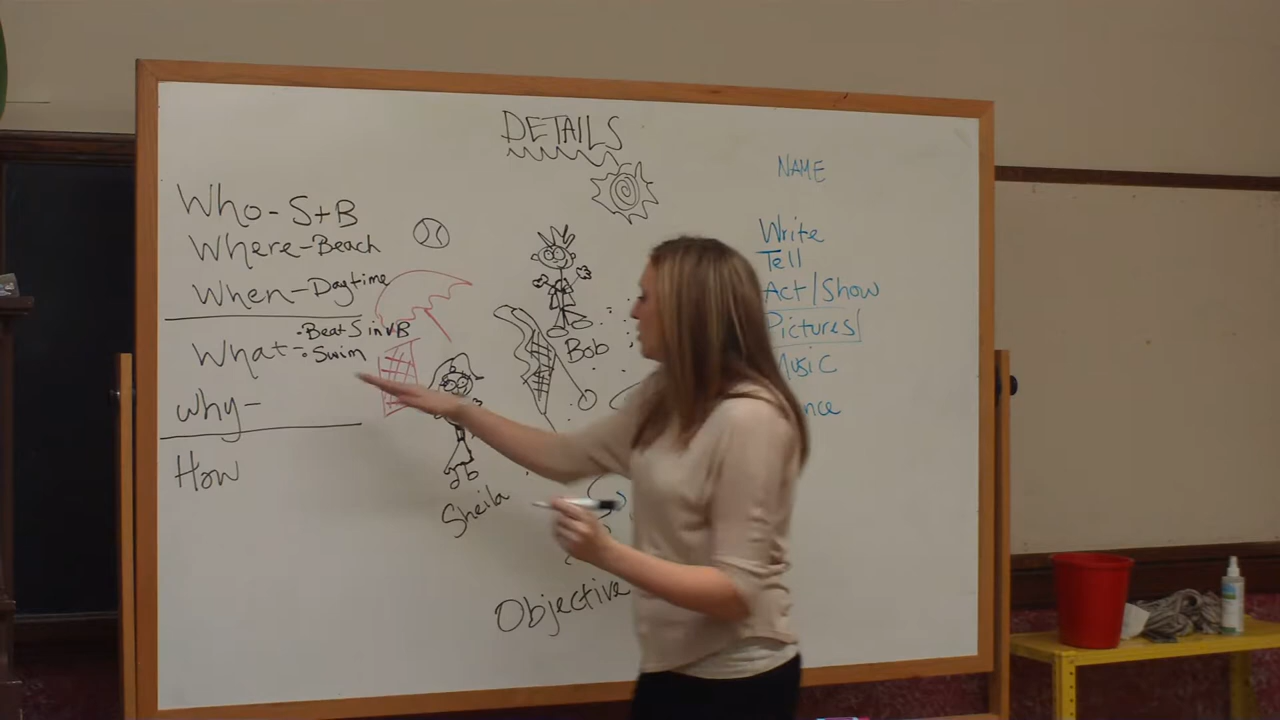 DETAILS
Who - S+B
Where - Beach
When - Daytime
- Beat S in VB
What - • Swim
Why -
How
Bob
Sheila
Objective
NAME
Write
Tell
Act/Show
Pictures
Music